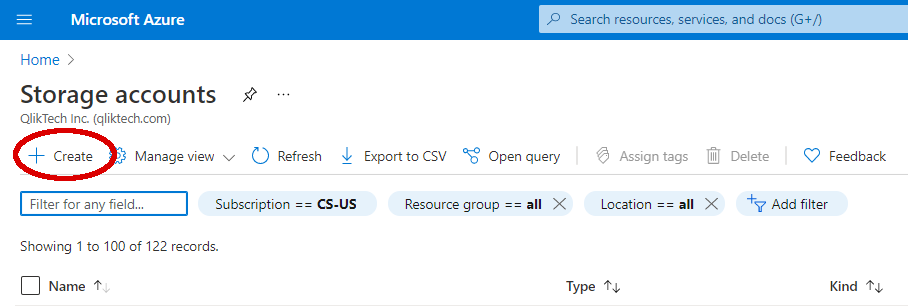 Microsoft Azure
Search resources, services, and docs (G+/)
Home
Storage accounts
QlikTech Inc. (qliktech.com)
Create Manage view Refresh Export to CSV Open query Assign tags Delete Feedback
Filter for any field... Subscription == CS-US Resource group == all Location == all Add filter
Showing 1 to 100 of 122 records.
Name Type Kind